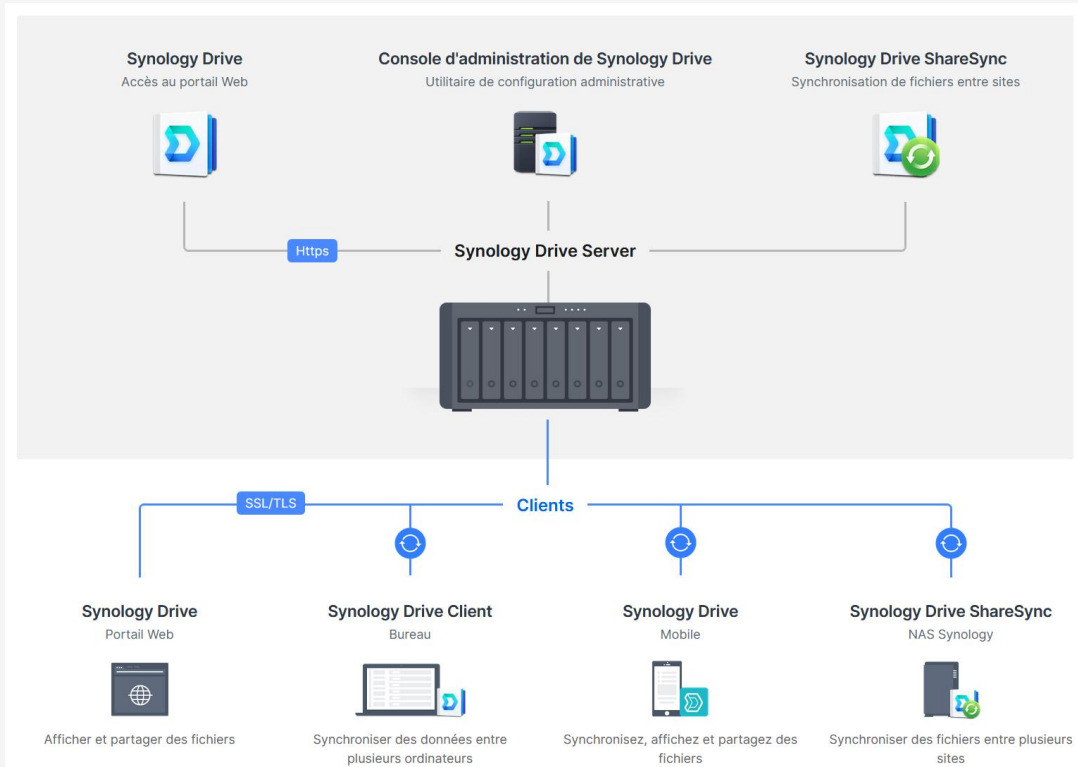 Synology Drive
Accès au portail Web
Console d'administration de Synology Drive
Utilitaire de configuration administrative
Synology Drive ShareSync
Synchronisation de fichiers entre sites
Https
Synology Drive Server
SSL/TLS
Clients
Synology Drive
Portail Web
Afficher et partager des fichiers
Synology Drive Client
Bureau
Synchroniser des données entre
plusieurs ordinateurs
Synology Drive
Mobile
Synchronisez, affichez et partagez des
fichiers
Synology Drive ShareSync
NAS Synology
Synchroniser des fichiers entre plusieurs
sites